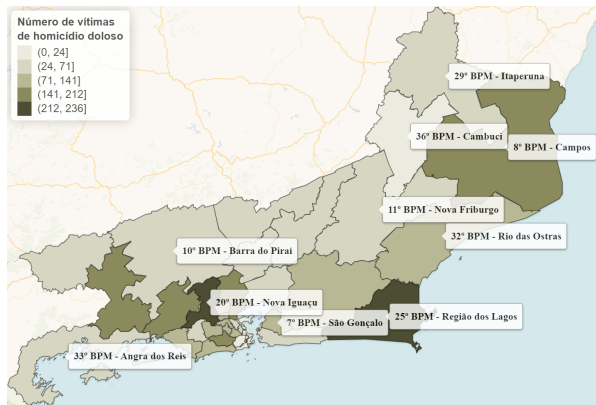 Número de vítimas
de homicídio doloso
(0, 24]
(24, 71]
(71, 141]
(141, 212]
(212, 236]
29º BPM - Itaperuna
36º BPM - Cambuci
8º BPM - Campos
11º BPM - Nova Friburgo
32º BPM - Rio das Ostras
10º BPM - Barra do Piraí
20º BPM - Nova Iguaçu
25º BPM - Região dos Lagos
7º BPM - São Gonçalo
33º BPM - Angra dos Reis